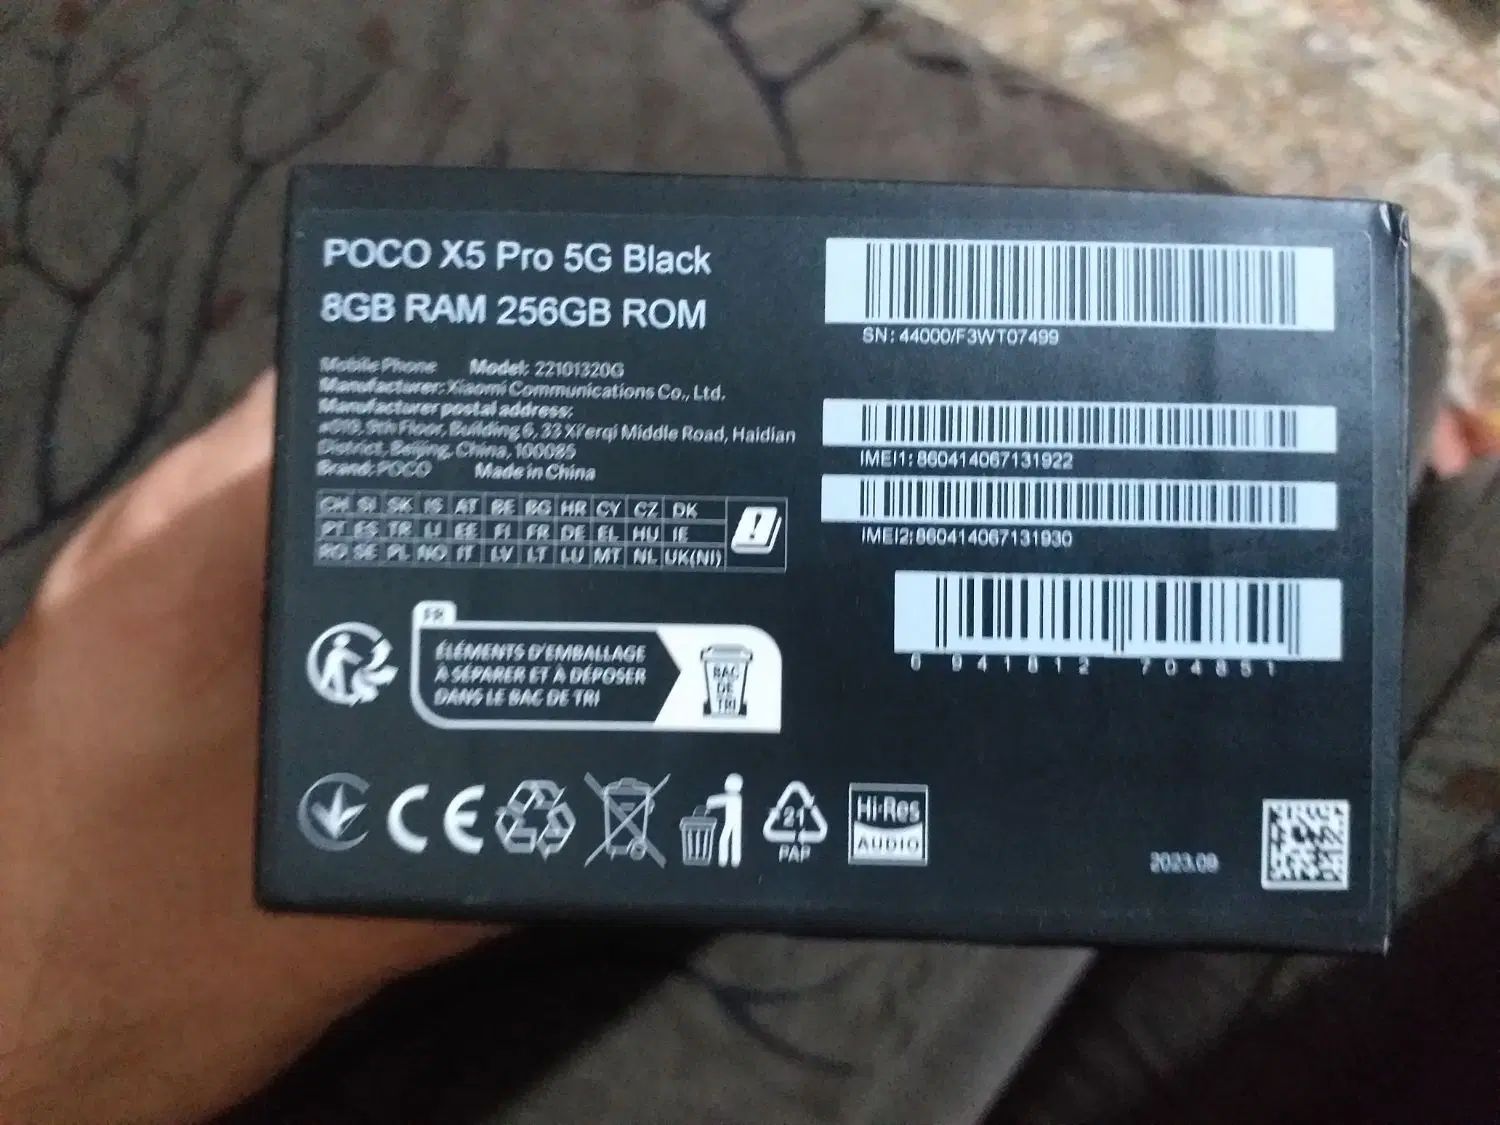 POCO X5 Pro 5G Black
8GB RAM 256GB ROM
Mobile Phone Model: 22101320G
Manufacturer: Xiaomi Communications Co., Ltd.
Manufacturer postal address:
#019, 9th Floor, Building 6, 33 Xi'erqi Middle Road, Haidian
District, Beijing, China, 100085
Brand: POCO Made in China
CH SI SK IS AT BE BG HR CY CZ DK
PT ES TR LI EE FI FR DE EL HU IE
RO SE PL NO IT LV LT LU MT NL UK(NI)
FR
ÉLÉMENTS D'EMBALLAGE
À SÉPARER ET À DÉPOSER
DANS LE BAC DE TRI
BAC
DE
TRI
CE
21
PAP
Hi-Res
AUDIO
SN: 44000/F3WT07499
IMEI1: 860414067131922
IMEI2: 860414067131930
6 941812 704851
2023.08